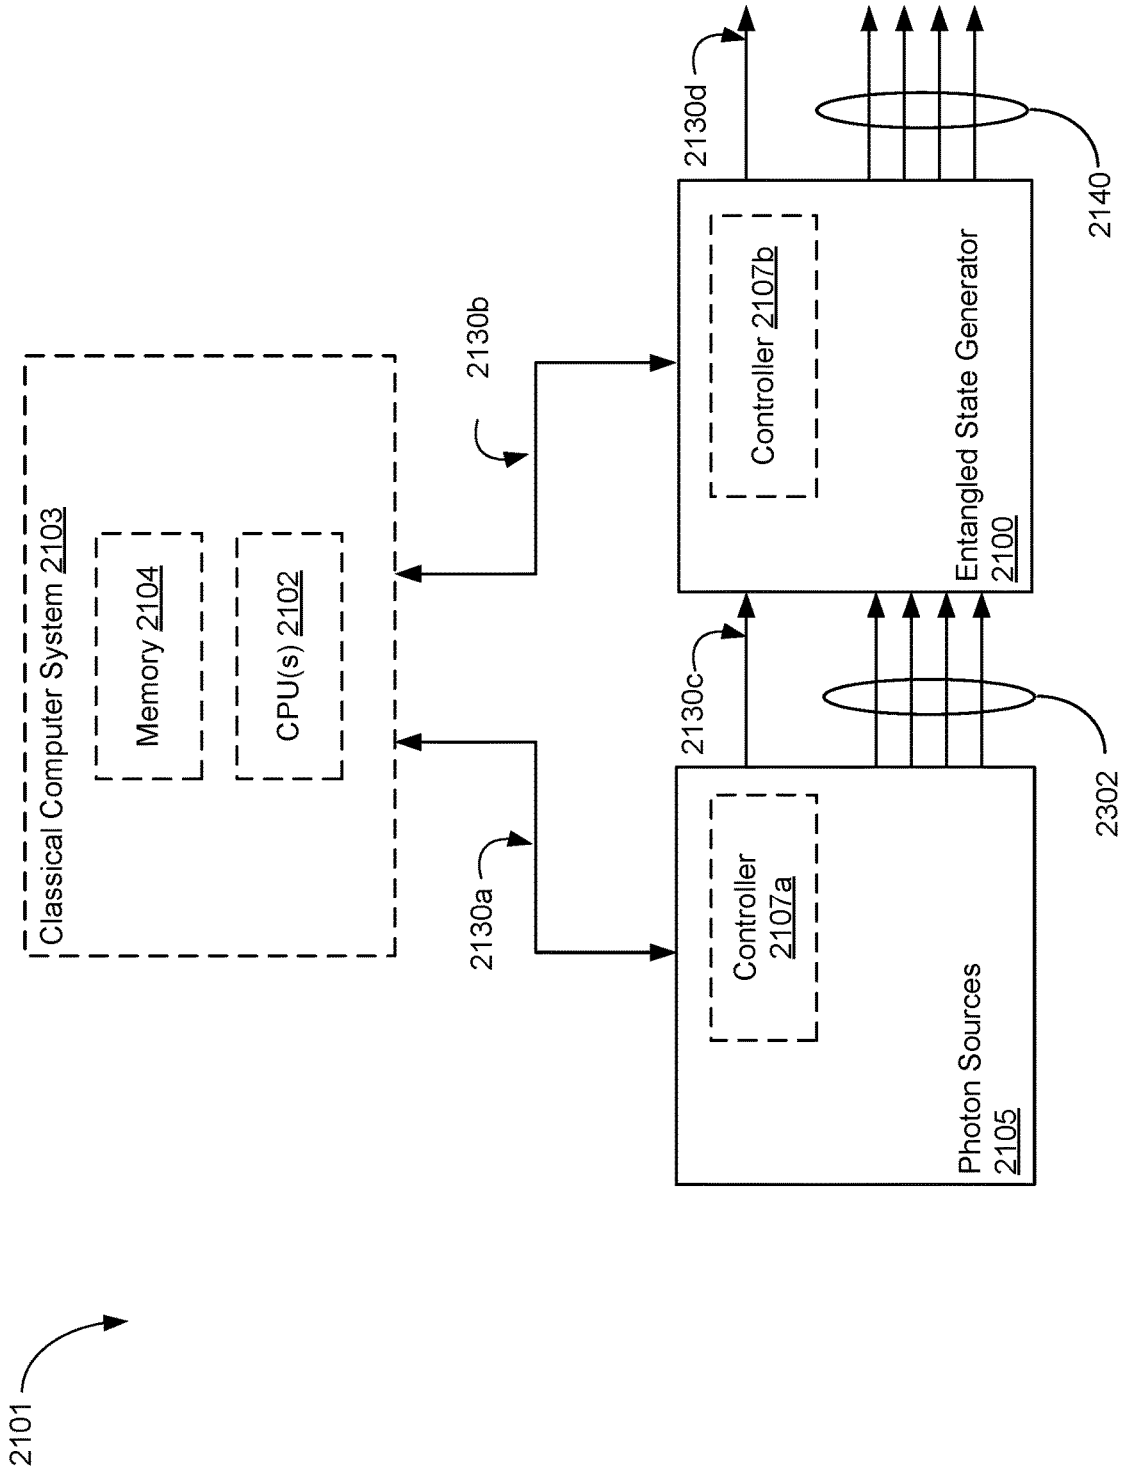 2101
Classical Computer System 2103
Memory 2104
CPU(s) 2102
2130a
2130b
Controller
2107a
Photon Sources
2105
2130c
2302
Controller 2107b
Entangled State Generator
2100
2130d
2140